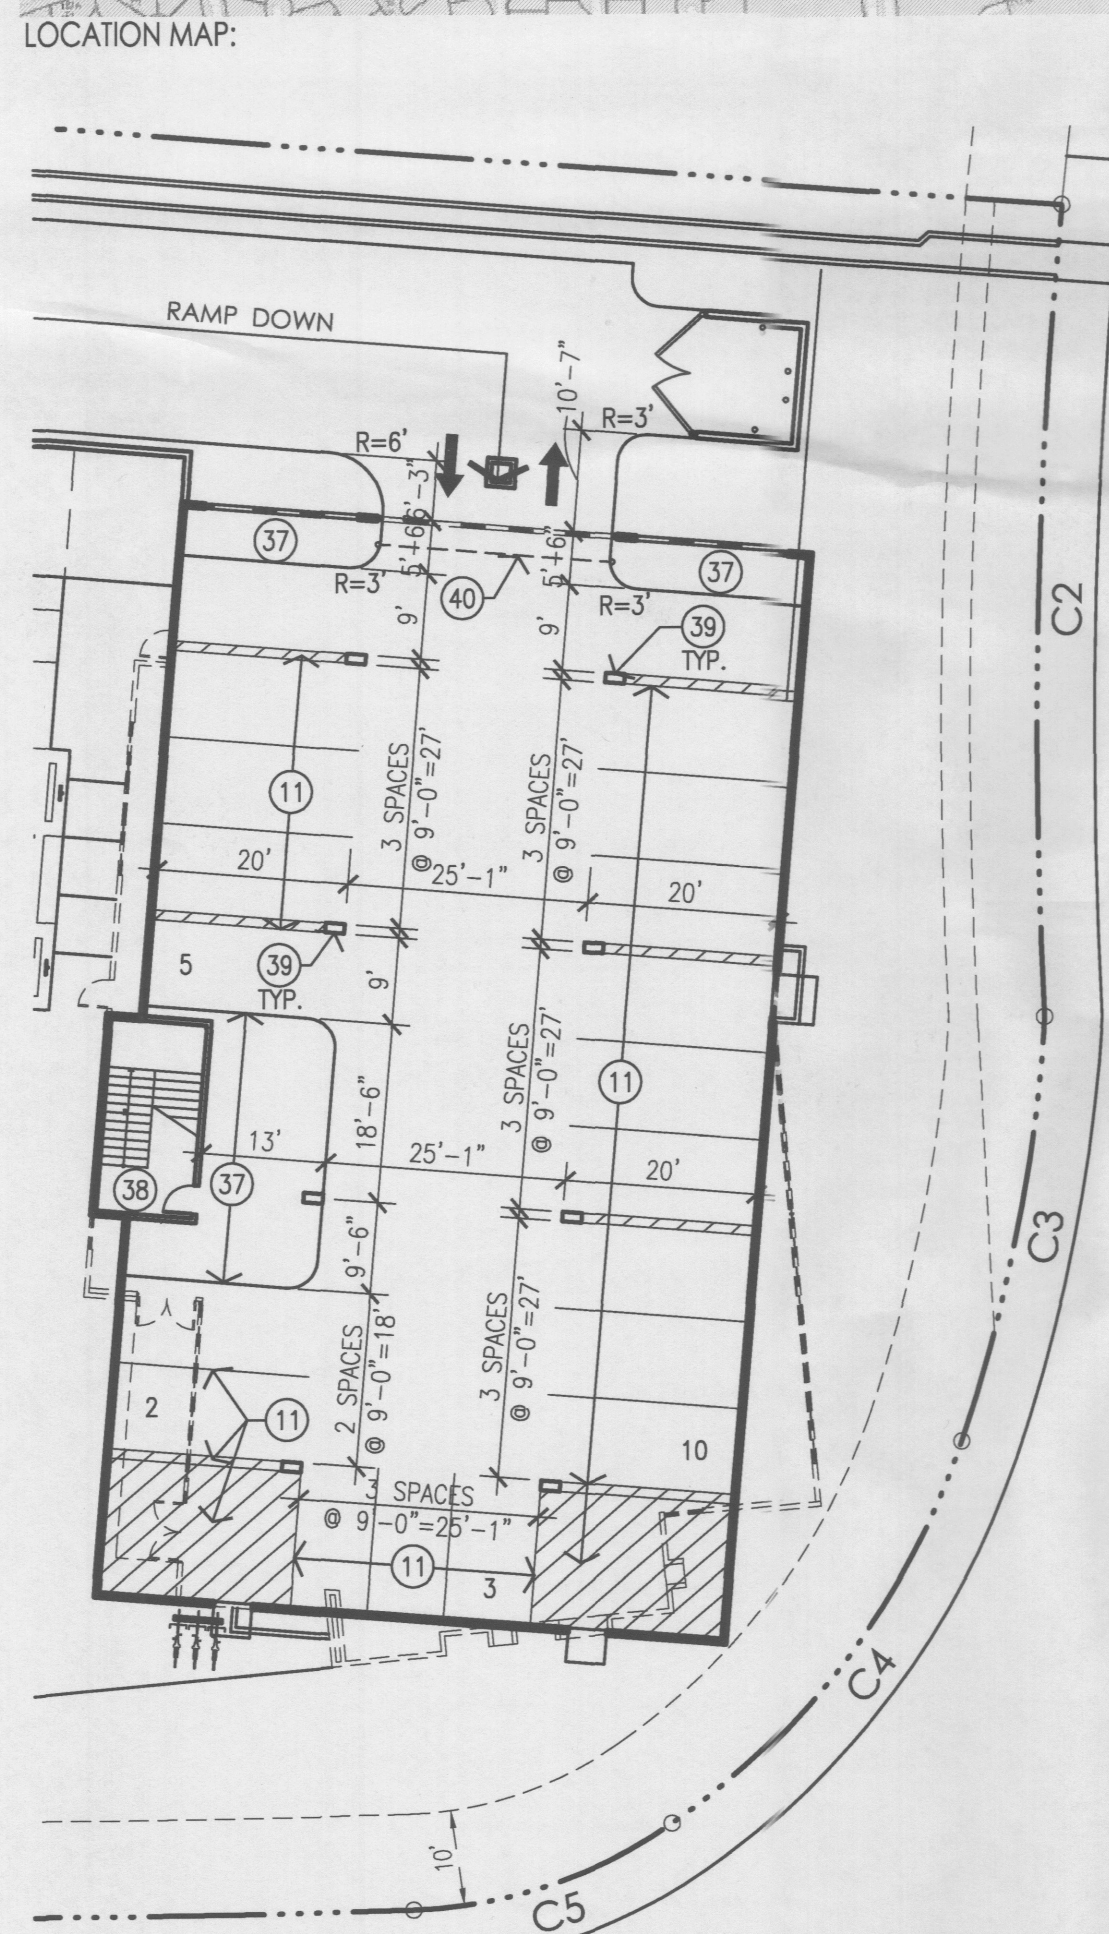 LOCATION MAP:
RAMP DOWN
10'-7"
R=3'
R=6'
6'-3"
5'+6"
5'+6"
37
37
R=3'
40
R=3'
39
TYP.
9'
9'
3 SPACES
@ 9'-0"=27'
3 SPACES
@ 9'-0"=27'
11
20'
25'-1"
20'
5
39
TYP.
9'
C2
3 SPACES
@ 9'-0"=27'
11
18'-6"
13'
25'-1"
20'
38
37
C3
9'-6"
2 SPACES
@ 9'-0"=18'
3 SPACES
@ 9'-0"=27'
2
11
10
3 SPACES
@ 9'-0"=25'-1"
11
3
C4
10'
C5